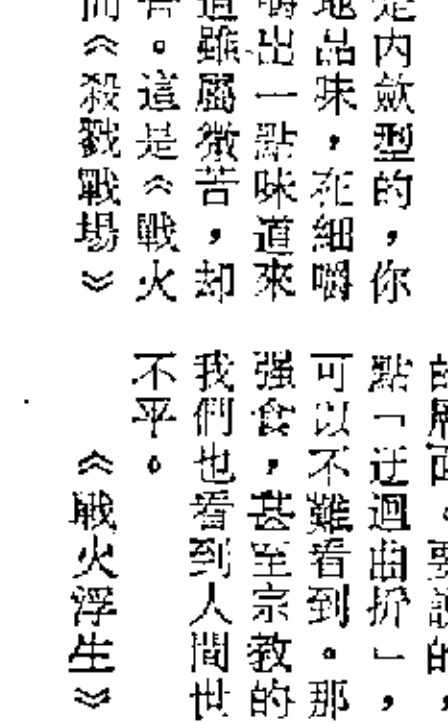 是內斂型的，你
地品味，在細嚼
嚼出一點味道來
道。雖屬微苦，却
苦。這是《戰火
而《殺戮戰場》
的層面。要說的，
點「迂迴曲折」，
可以不難看到。那
强食，甚至宗教的
我們也看到人間世
不平。
《戰火浮生》